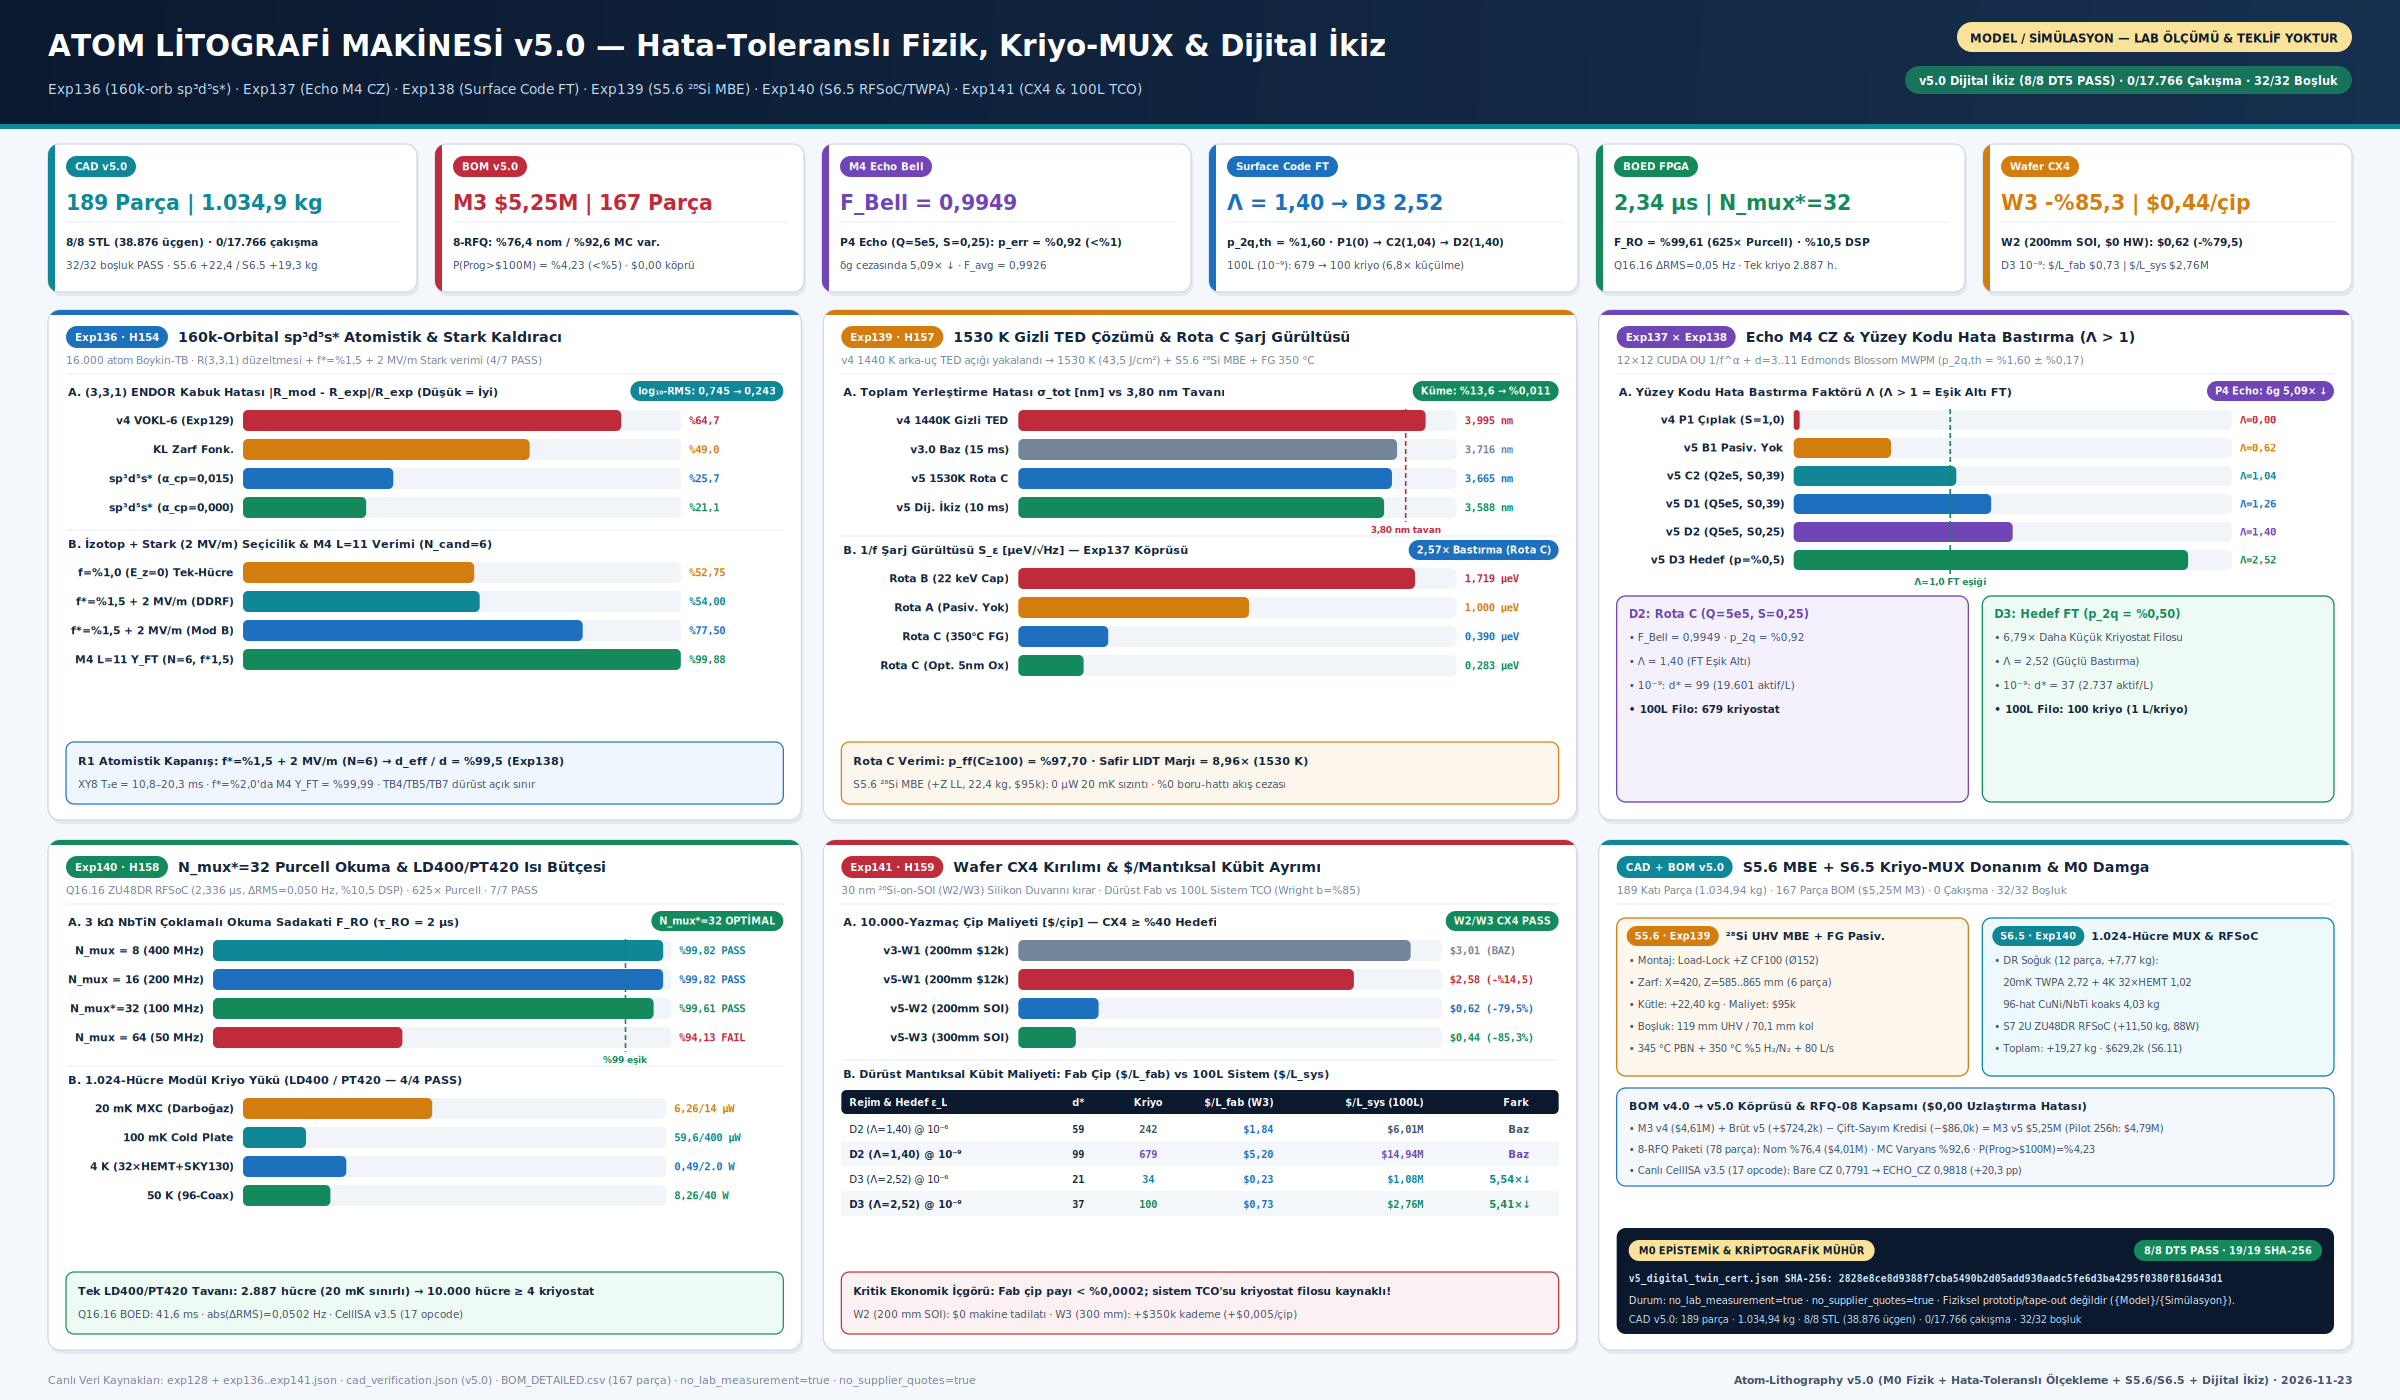 ATOM LİTOGRAFİ MAKİNESİ v5.0 — Hata-Toleranslı Fizik, Kriyo-MUX & Dijital İkiz
MODEL / SİMÜLASYON — LAB ÖLÇÜMÜ & TEKLİF YOKTUR
Exp136 (160k-orb sp³d⁵s*) · Exp137 (Echo M4 CZ) · Exp138 (Surface Code FT) · Exp139 (S5.6 ²⁸Si MBE) · Exp140 (S6.5 RFSoC/TWPA) · Exp141 (CX4 & 100L TCO)
v5.0 Dijital İkiz (8/8 DT5 PASS) · 0/17.766 Çakışma · 32/32 Boşluk
CAD v5.0
189 Parça | 1.034,9 kg
8/8 STL (38.876 üçgen) · 0/17.766 çakışma
32/32 boşluk PASS · S5.6 +22,4 / S6.5 +19,3 kg
BOM v5.0
M3 $5,25M | 167 Parça
8-RFQ: %76,4 nom / %92,6 MC var.
P(Prog>$100M) = %4,23 (<%5) · $0,00 köprü
M4 Echo Bell
F_Bell = 0,9949
P4 Echo (Q=5e5, S=0,25): p_err = %0,92 (<%1)
δg cezasında 5,09× ↓ · F_avg = 0,9926
Surface Code FT
Λ = 1,40 → D3 2,52
p_2q,th = %1,60 · P1(0) → C2(1,04) → D2(1,40)
100L (10⁻⁹): 679 → 100 kriyo (6,8× küçülme)
BOED FPGA
2,34 µs | N_mux*=32
F_RO = %99,61 (625× Purcell) · %10,5 DSP
Q16.16 ΔRMS=0,05 Hz · Tek kriyo 2.887 h.
Wafer CX4
W3 -%85,3 | $0,44/çip
W2 (200mm SOI, $0 HW): $0,62 (-%79,5)
D3 10⁻⁹: $/L_fab $0,73 | $/L_sys $2,76M
Exp136 · H154
160k-Orbital sp³d⁵s* Atomistik & Stark Kaldıracı
16.000 atom Boykin-TB · R(3,3,1) düzeltmesi + f*=%1,5 + 2 MV/m Stark verimi (4/7 PASS)
A. (3,3,1) ENDOR Kabuk Hatası |R_mod - R_exp|/R_exp (Düşük = İyi)
log₁₀-RMS: 0,745 → 0,243
v4 VOKL-6 (Exp129) %64,7
KL Zarf Fonk. %49,0
sp³d⁵s* (α_cp=0,015) %25,7
sp³d⁵s* (α_cp=0,000) %21,1
B. İzotop + Stark (2 MV/m) Seçicilik & M4 L=11 Verimi (N_cand=6)
f=%1,0 (E_z=0) Tek-Hücre %52,75
f*=%1,5 + 2 MV/m (DDRF) %54,00
f*=%1,5 + 2 MV/m (Mod B) %77,50
M4 L=11 Y_FT (N=6, f*1,5) %99,88
R1 Atomistik Kapanış: f*=%1,5 + 2 MV/m (N=6) → d_eff / d = %99,5 (Exp138)
XY8 T₂e = 10,8–20,3 ms · f*=%2,0'da M4 Y_FT = %99,99 · TB4/TB5/TB7 dürüst açık sınır
Exp139 · H157
1530 K Gizli TED Çözümü & Rota C Şarj Gürültüsü
v4 1440 K arka-uç TED açığı yakalandı → 1530 K (43,5 J/cm²) + S5.6 ²⁸Si MBE + FG 350 °C
A. Toplam Yerleştirme Hatası σ_tot [nm] vs 3,80 nm Tavanı
Küme: %13,6 → %0,011
v4 1440K Gizli TED 3,995 nm
v3.0 Baz (15 ms) 3,716 nm
v5 1530K Rota C 3,665 nm
v5 Dij. İkiz (10 ms) 3,588 nm
3,80 nm tavan
B. 1/f Şarj Gürültüsü S_ε [µeV/√Hz] — Exp137 Köprüsü
2,57× Bastırma (Rota C)
Rota B (22 keV Cap) 1,719 µeV
Rota A (Pasiv. Yok) 1,000 µeV
Rota C (350°C FG) 0,390 µeV
Rota C (Opt. 5nm Ox) 0,283 µeV
Rota C Verimi: p_ff(C≥100) = %97,70 · Safir LIDT Marjı = 8,96× (1530 K)
S5.6 ²⁸Si MBE (+Z LL, 22,4 kg, $95k): 0 µW 20 mK sızıntı · %0 boru-hattı akış cezası
Exp137 × Exp138
Echo M4 CZ & Yüzey Kodu Hata Bastırma (Λ > 1)
12×12 CUDA OU 1/f^α + d=3..11 Edmonds Blossom MWPM (p_2q,th = %1,60 ± %0,17)
A. Yüzey Kodu Hata Bastırma Faktörü Λ (Λ > 1 = Eşik Altı FT)
P4 Echo: δg 5,09× ↓
v4 P1 Çıplak (S=1,0) Λ=0,00
v5 B1 Pasiv. Yok Λ=0,62
v5 C2 (Q2e5, S0,39) Λ=1,04
v5 D1 (Q5e5, S0,39) Λ=1,26
v5 D2 (Q5e5, S0,25) Λ=1,40
v5 D3 Hedef (p=%0,5) Λ=2,52
Λ=1,0 FT eşiği
D2: Rota C (Q=5e5, S=0,25)
• F_Bell = 0,9949 · p_2q = %0,92
• Λ = 1,40 (FT Eşik Altı)
• 10⁻⁹: d* = 99 (19.601 aktif/L)
• 100L Filo: 679 kriyostat
D3: Hedef FT (p_2q = %0,50)
• 6,79× Daha Küçük Kriyostat Filosu
• Λ = 2,52 (Güçlü Bastırma)
• 10⁻⁹: d* = 37 (2.737 aktif/L)
• 100L Filo: 100 kriyo (1 L/kriyo)
Exp140 · H158
N_mux*=32 Purcell Okuma & LD400/PT420 Isı Bütçesi
Q16.16 ZU48DR RFSoC (2,336 µs, ΔRMS=0,050 Hz, %10,5 DSP) · 625× Purcell · 7/7 PASS
A. 3 kΩ NbTiN Çoklamalı Okuma Sadakati F_RO (τ_RO = 2 µs)
N_mux*=32 OPTİMAL
N_mux = 8 (400 MHz) %99,82 PASS
N_mux = 16 (200 MHz) %99,82 PASS
N_mux*=32 (100 MHz) %99,61 PASS
N_mux = 64 (50 MHz) %94,13 FAIL
%99 eşik
B. 1.024-Hücre Modül Kriyo Yükü (LD400 / PT420 — 4/4 PASS)
20 mK MXC (Darboğaz) 6,26/14 µW
100 mK Cold Plate 59,6/400 µW
4 K (32×HEMT+SKY130) 0,49/2.0 W
50 K (96-Coax) 8,26/40 W
Tek LD400/PT420 Tavanı: 2.887 hücre (20 mK sınırlı) → 10.000 hücre ≥ 4 kriyostat
Q16.16 BOED: 41,6 ms · abs(ΔRMS)=0,0502 Hz · CellISA v3.5 (17 opcode)
Exp141 · H159
Wafer CX4 Kırılımı & $/Mantıksal Kübit Ayrımı
30 nm ²⁸Si-on-SOI (W2/W3) Silikon Duvarını kırar · Dürüst Fab vs 100L Sistem TCO (Wright b=%85)
A. 10.000-Yazmaç Çip Maliyeti [$/çip] — CX4 ≥ %40 Hedefi
W2/W3 CX4 PASS
v3-W1 (200mm $12k) $3,01 (BAZ)
v5-W1 (200mm $12k) $2,58 (-%14,5)
v5-W2 (200mm SOI) $0,62 (-79,5%)
v5-W3 (300mm SOI) $0,44 (-85,3%)
B. Dürüst Mantıksal Kübit Maliyeti: Fab Çip ($/L_fab) vs 100L Sistem ($/L_sys)
Rejim & Hedef ε_L d* Kriyo $/L_fab (W3) $/L_sys (100L) Fark
D2 (Λ=1,40) @ 10⁻⁶ 59 242 $1,84 $6,01M Baz
D2 (Λ=1,40) @ 10⁻⁹ 99 679 $5,20 $14,94M Baz
D3 (Λ=2,52) @ 10⁻⁶ 21 34 $0,23 $1,08M 5,54×↓
D3 (Λ=2,52) @ 10⁻⁹ 37 100 $0,73 $2,76M 5,41×↓
Kritik Ekonomik İçgörü: Fab çip payı < %0,0002; sistem TCO'su kriyostat filosu kaynaklı!
W2 (200 mm SOI): $0 makine tadilatı · W3 (300 mm): +$350k kademe (+$0,005/çip)
CAD + BOM v5.0
S5.6 MBE + S6.5 Kriyo-MUX Donanım & M0 Damga
189 Katı Parça (1.034,94 kg) · 167 Parça BOM ($5,25M M3) · 0 Çakışma · 32/32 Boşluk
S5.6 · Exp139
²⁸Si UHV MBE + FG Pasiv.
• Montaj: Load-Lock +Z CF100 (Ø152)
• Zarf: X=420, Z=585..865 mm (6 parça)
• Kütle: +22,40 kg · Maliyet: $95k
• Boşluk: 119 mm UHV / 70,1 mm kol
• 345 °C PBN + 350 °C %5 H₂/N₂ + 80 L/s
S6.5 · Exp140
1.024-Hücre MUX & RFSoC
• DR Soğuk (12 parça, +7,77 kg):
20mK TWPA 2,72 + 4K 32×HEMT 1,02
96-hat CuNi/NbTi koaks 4,03 kg
• S7 2U ZU48DR RFSoC (+11,50 kg, 88W)
• Toplam: +19,27 kg · $629,2k (S6.11)
BOM v4.0 → v5.0 Köprüsü & RFQ-08 Kapsamı ($0,00 Uzlaştırma Hatası)
• M3 v4 ($4,61M) + Brüt v5 (+$724,2k) − Çift-Sayım Kredisi (−$86,0k) = M3 v5 $5,25M (Pilot 256h: $4,79M)
• 8-RFQ Paketi (78 parça): Nom %76,4 ($4,01M) · MC Varyans %92,6 · P(Prog>$100M)=%4,23
• Canlı CellISA v3.5 (17 opcode): Bare CZ 0,7791 → ECHO_CZ 0,9818 (+20,3 pp)
M0 EPİSTEMİK & KRİPTOGRAFİK MÜHÜR
8/8 DT5 PASS · 19/19 SHA-256
v5_digital_twin_cert.json SHA-256: 2828e8ce8d9388f7cba5490b2d05add930aadc5fe6d3ba4295f0380f816d43d1
Durum: no_lab_measurement=true · no_supplier_quotes=true · Fiziksel prototip/tape-out değildir ({Model}/{Simülasyon}).
CAD v5.0: 189 parça · 1.034,94 kg · 8/8 STL (38.876 üçgen) · 0/17.766 çakışma · 32/32 boşluk
Canlı Veri Kaynakları: exp128 + exp136..exp141.json · cad_verification.json (v5.0) · BOM_DETAILED.csv (167 parça) · no_lab_measurement=true · no_supplier_quotes=true
Atom-Lithography v5.0 (M0 Fizik + Hata-Toleranslı Ölçekleme + S5.6/S6.5 + Dijital İkiz) · 2026-11-23